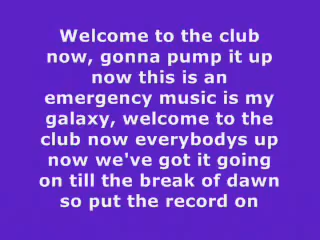 Welcome to the club
now, gonna pump it up
now this is an
emergency music is my
galaxy, welcome to the
club now everybodys up
now we've got it going
on till the break of dawn
so put the record on